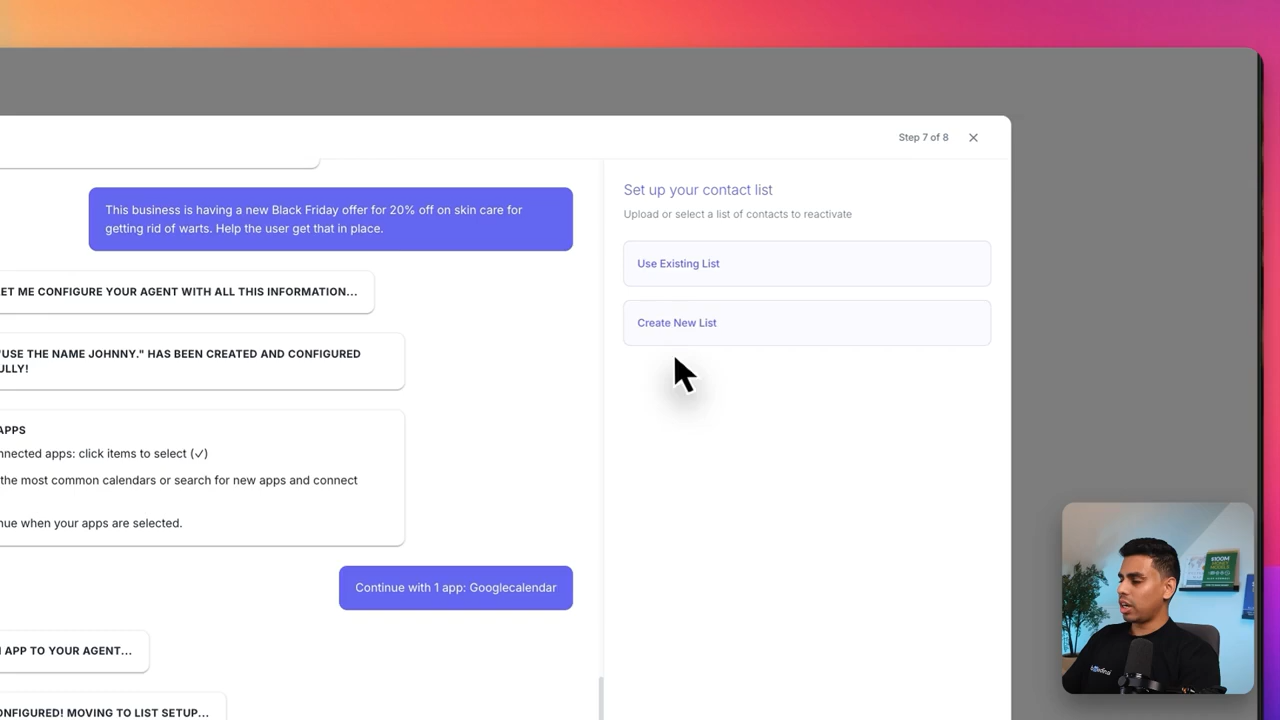 Step 7 of 8
This business is having a new Black Friday offer for 20% off on skin care for
getting rid of warts. Help the user get that in place.
ET ME CONFIGURE YOUR AGENT WITH ALL THIS INFORMATION...
"USE THE NAME JOHNNY." HAS BEEN CREATED AND CONFIGURED
ULLY!
APPS
nnected apps: click items to select (✓)
the most common calendars or search for new apps and connect
nue when your apps are selected.
Continue with 1 app: Googlecalendar
APP TO YOUR AGENT...
ONFIGURED! MOVING TO LIST SETUP...
Set up your contact list
Upload or select a list of contacts to reactivate
Use Existing List
Create New List
$100M